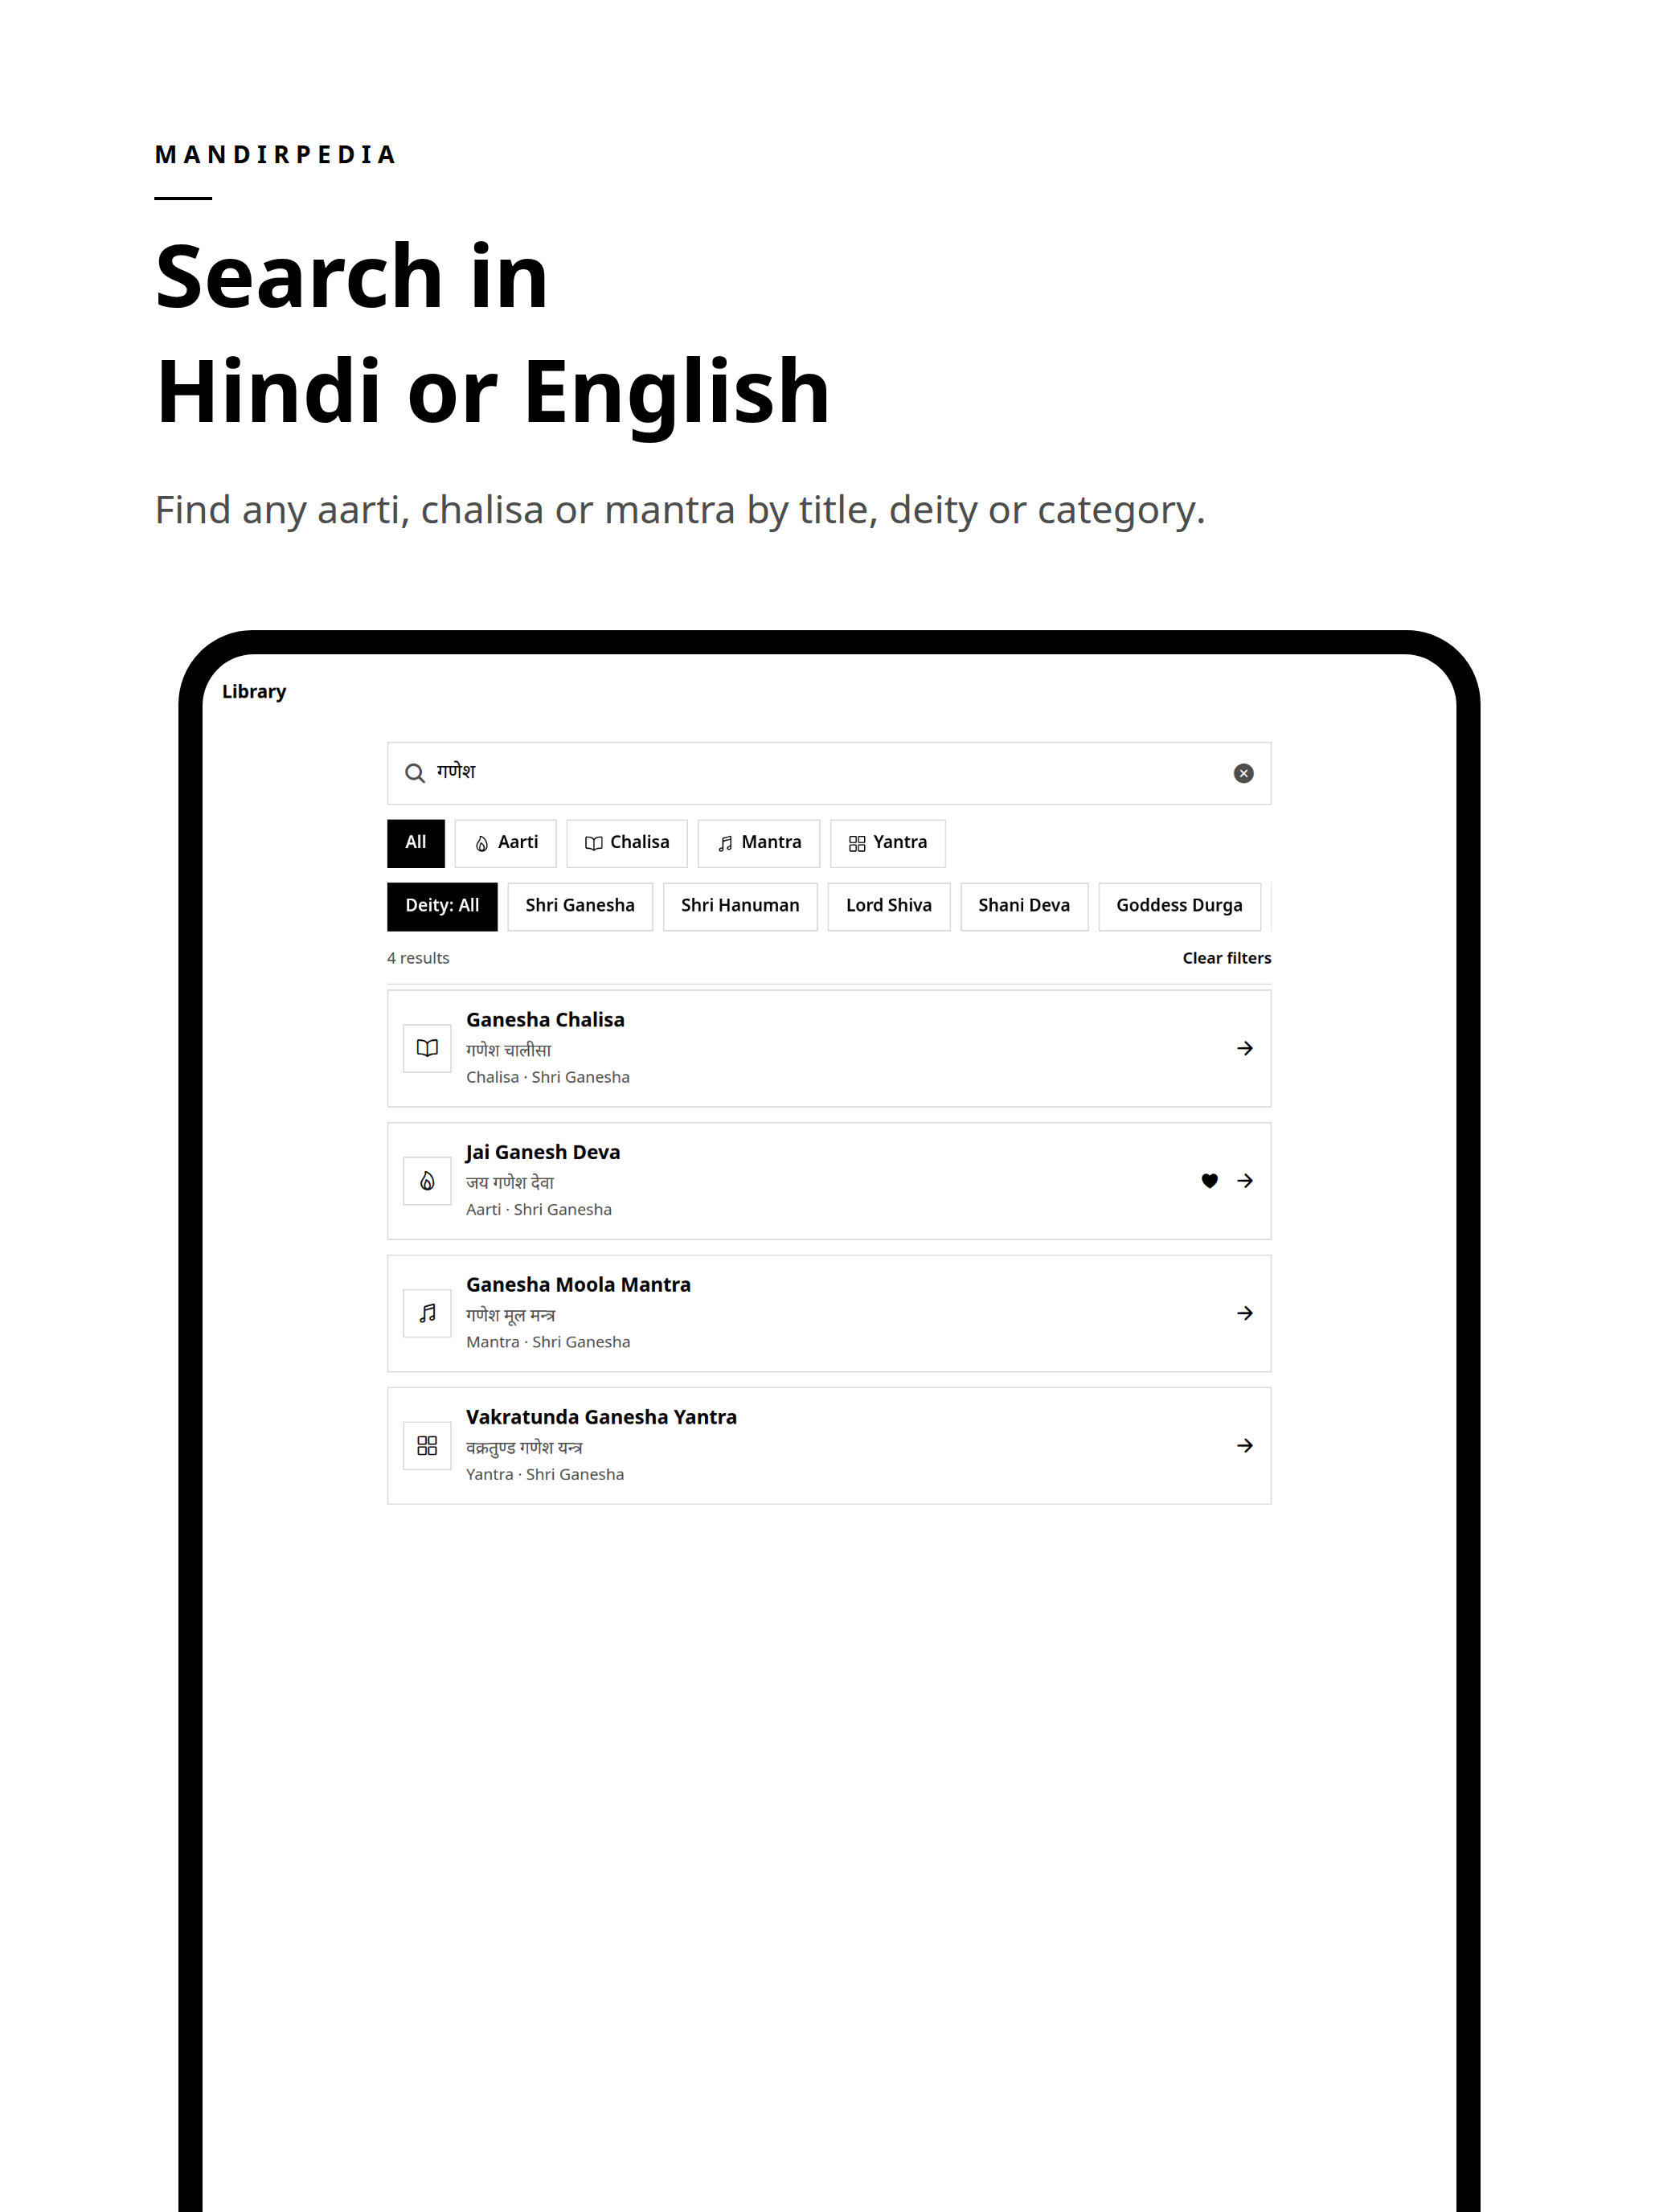 MANDIRPEDIA
Search in
Hindi or English
Find any aarti, chalisa or mantra by title, deity or category.
Library
गणेश
All Aarti Chalisa Mantra Yantra
Deity: All Shri Ganesha Shri Hanuman Lord Shiva Shani Deva Goddess Durga
4 results Clear filters
Ganesha Chalisa
गणेश चालीसा
Chalisa · Shri Ganesha
Jai Ganesh Deva
जय गणेश देवा
Aarti · Shri Ganesha
Ganesha Moola Mantra
गणेश मूल मन्त्र
Mantra · Shri Ganesha
Vakratunda Ganesha Yantra
वक्रतुण्ड गणेश यन्त्र
Yantra · Shri Ganesha